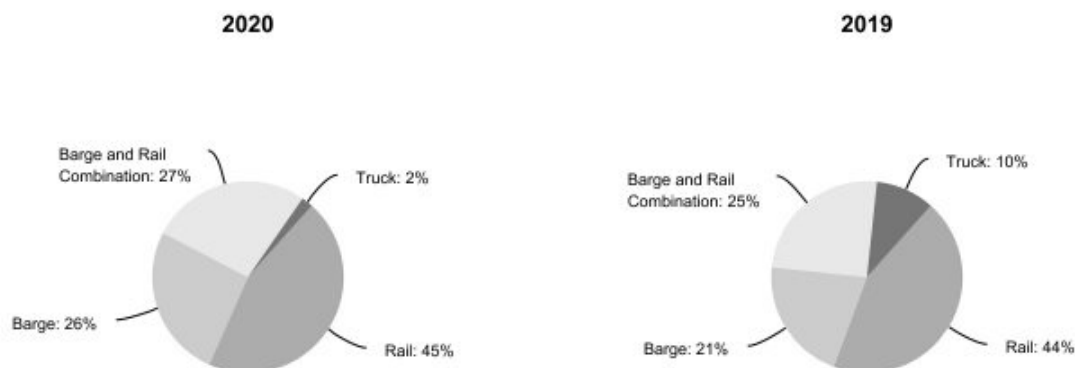 2020
Barge and Rail
Combination: 27%
Truck: 2%
Barge: 26%
Rail: 45%
2019
Barge and Rail
Combination: 25%
Truck: 10%
Barge: 21%
Rail: 44%